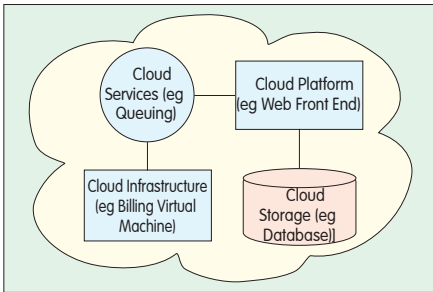 Cloud
Services (eg
Queuing)
Cloud Platform
(eg Web Front End)
Cloud Infrastructure
(eg Billing Virtual
Machine)
Cloud
Storage (eg
Database)]